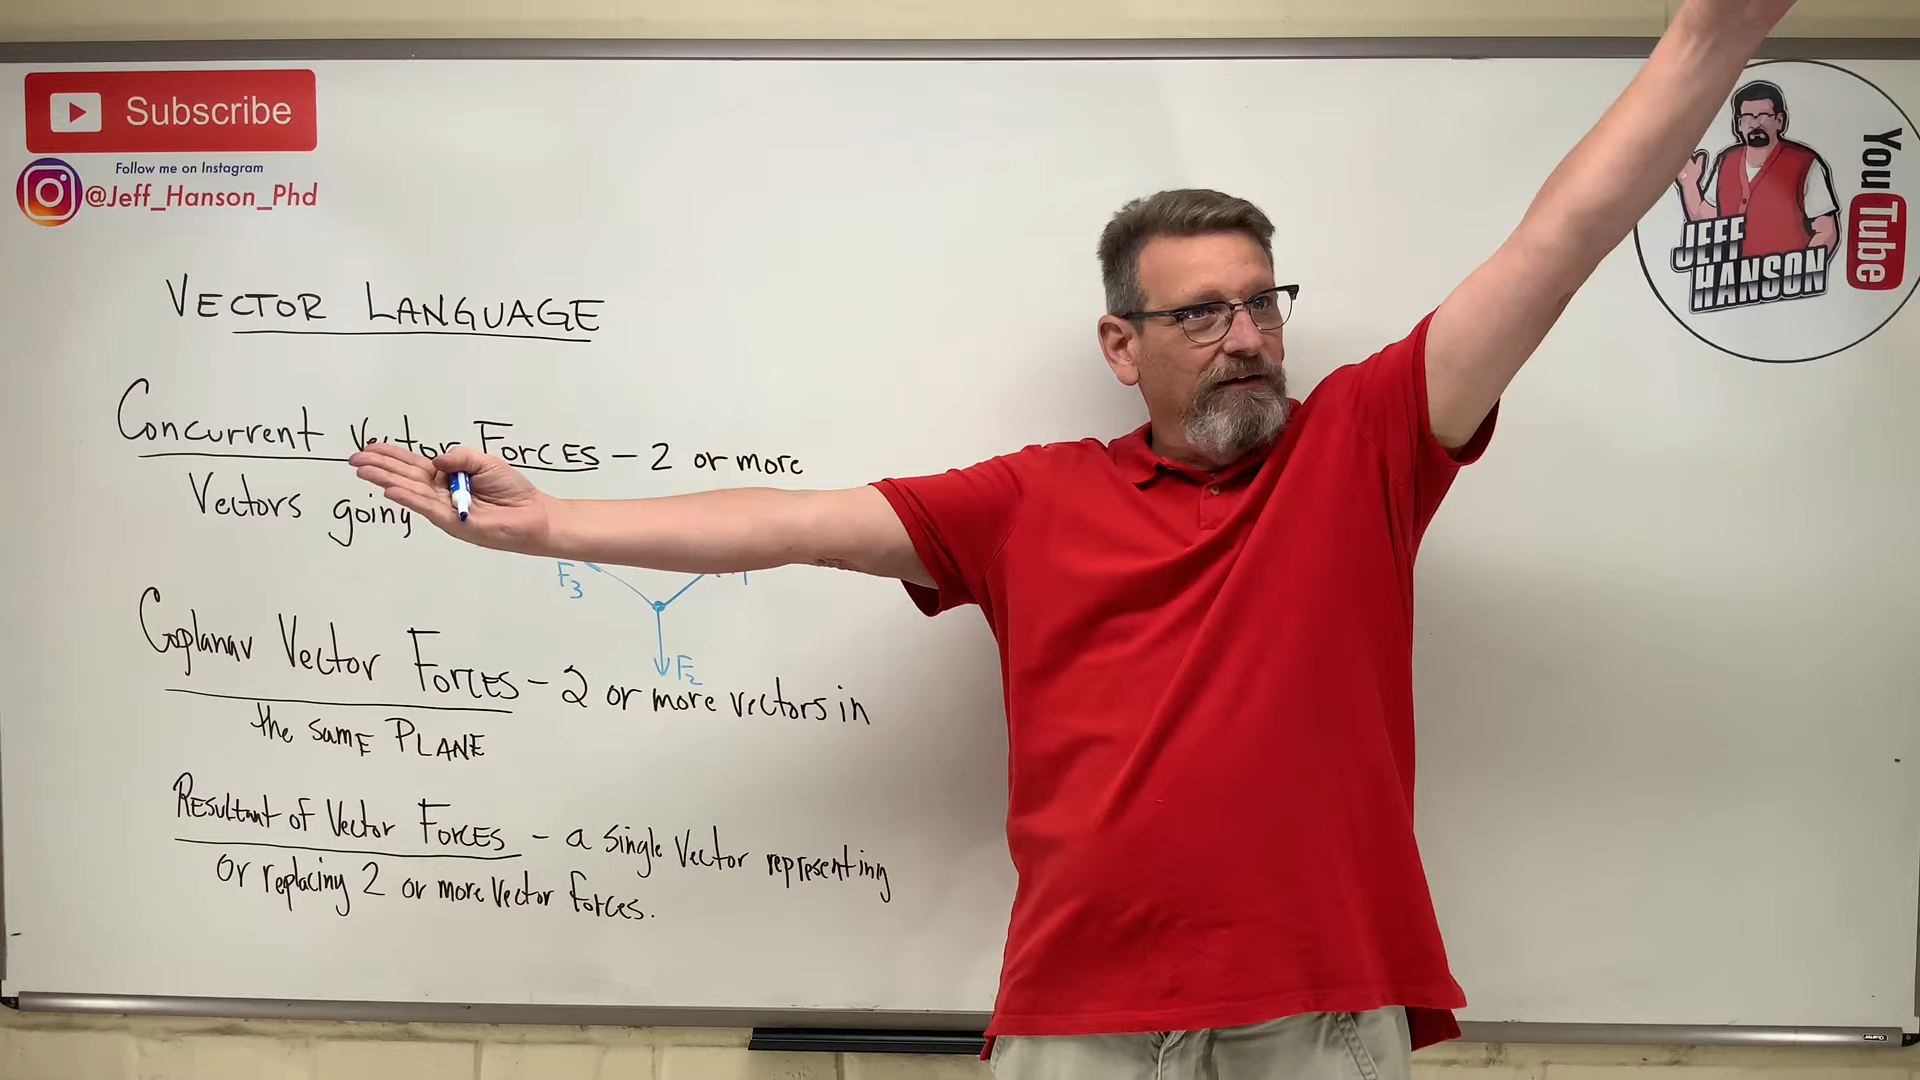 Subscribe
Follow me on Instagram
@Jeff_Hanson_Phd
YouTube
JEFF
HANSON
VECTOR LANGUAGE
Concurrent Vector Forces - 2 or more
Vectors going
F3
F2
Coplanar Vector Forces - 2 or more vectors in
the same PLANE
Resultant of Vector Forces - a single Vector representing
or replacing 2 or more Vector Forces.